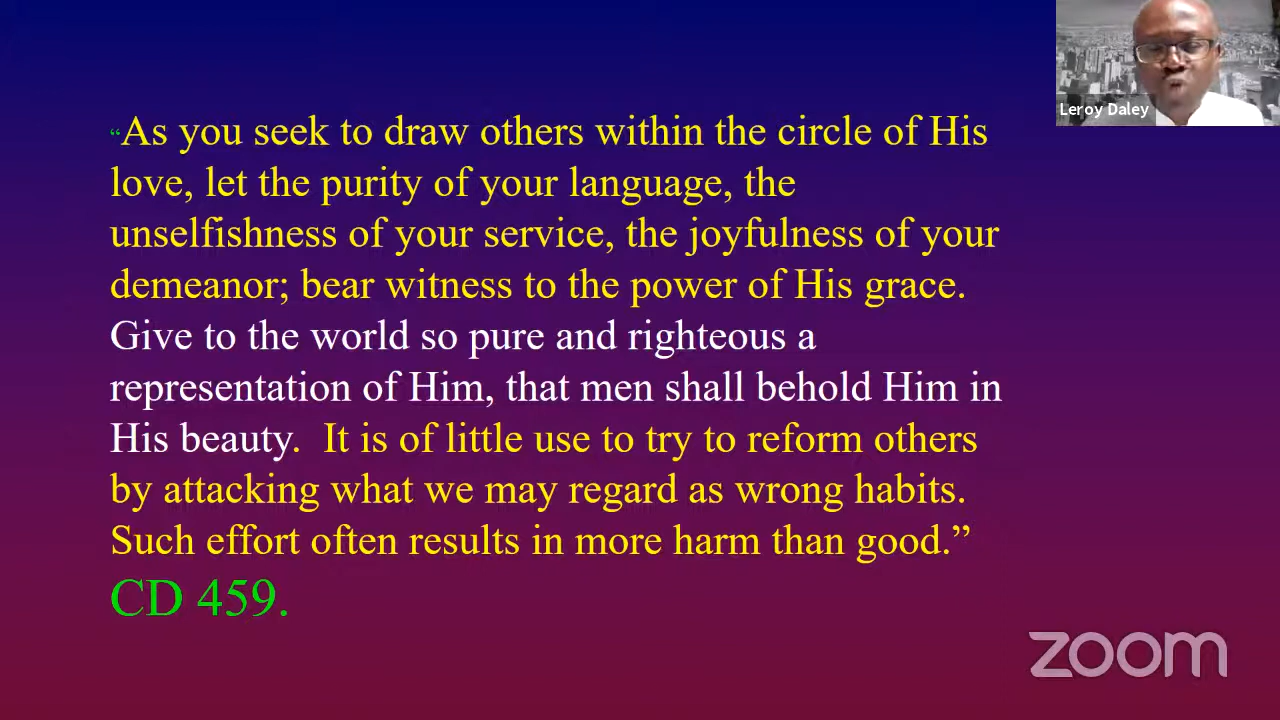 Leroy Daley
“As you seek to draw others within the circle of His
love, let the purity of your language, the
unselfishness of your service, the joyfulness of your
demeanor; bear witness to the power of His grace.
Give to the world so pure and righteous a
representation of Him, that men shall behold Him in
His beauty.  It is of little use to try to reform others
by attacking what we may regard as wrong habits.
Such effort often results in more harm than good.”
CD 459.
zoom